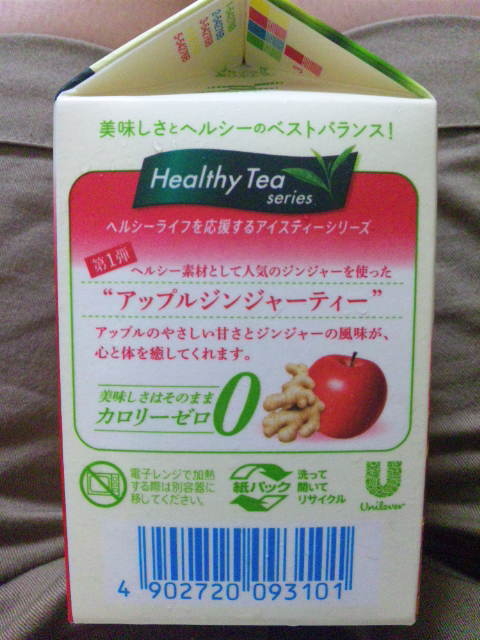 1-54276B
2-54276B
3-54276B
5-54276B
美味しさとヘルシーのベストバランス！
Healthy Tea
series
ヘルシーライフを応援するアイスティーシリーズ
第1弾
ヘルシー素材として人気のジンジャーを使った
“アップルジンジャーティー”
アップルのやさしい甘さとジンジャーの風味が、
心と体を癒してくれます。
美味しさはそのまま
カロリーゼロ0
電子レンジで加熱
する際は別容器に
移してください。
紙パック
洗って
開いて
リサイクル
Unilever
4 902720 093101